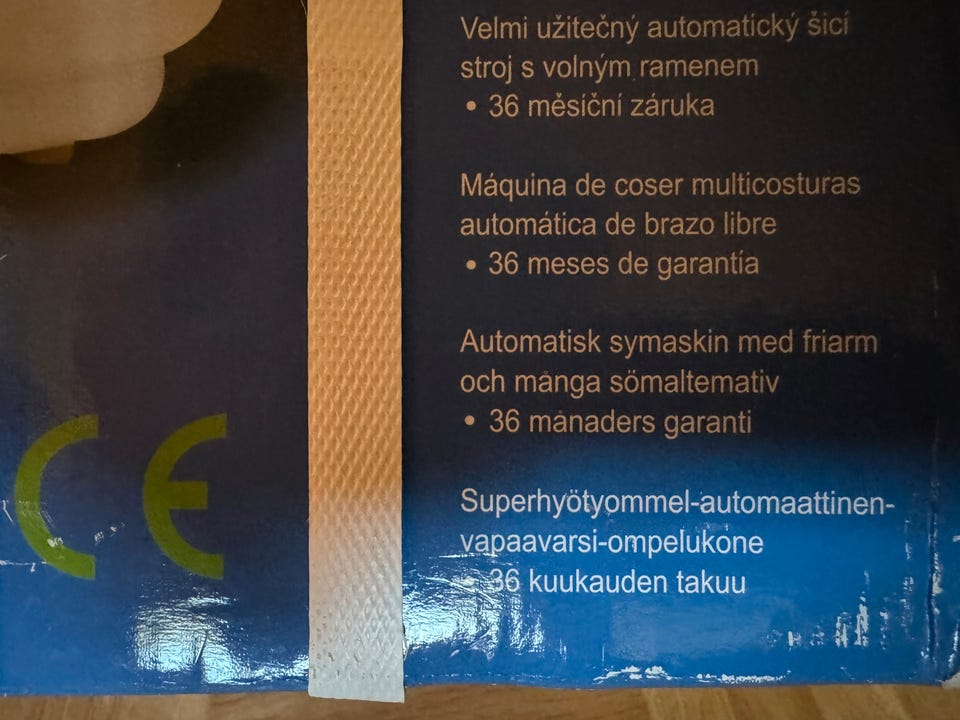 Velmi užitečný automatický šicí
stroj s volným ramenem
• 36 měsíční záruka
Máquina de coser multicosturas
automática de brazo libre
• 36 meses de garantía
Automatisk symaskin med friarm
och många sömaltemativ
• 36 månaders garanti
Superhyötyommel-automaattinen-
vapaavarsi-ompelukone
• 36 kuukauden takuu
CE